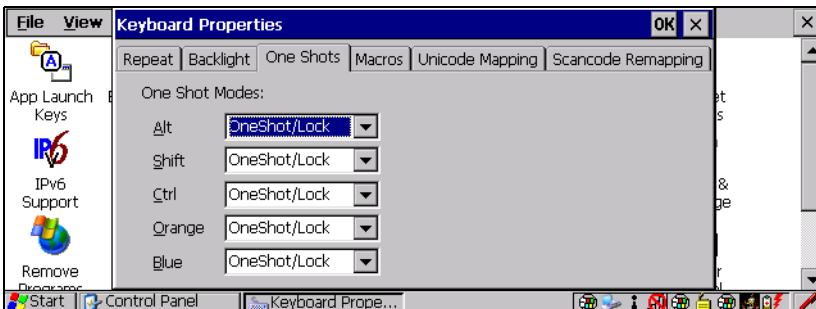 File View
Keyboard Properties
OK
Repeat Backlight One Shots Macros Unicode Mapping Scancode Remapping
One Shot Modes:
Alt OneShot/Lock
Shift OneShot/Lock
Ctrl OneShot/Lock
Orange OneShot/Lock
Blue OneShot/Lock
App Launch
Keys
IPv6
IPv6
Support
Remove
Programs
&
Start Control Panel Keyboard Prope...